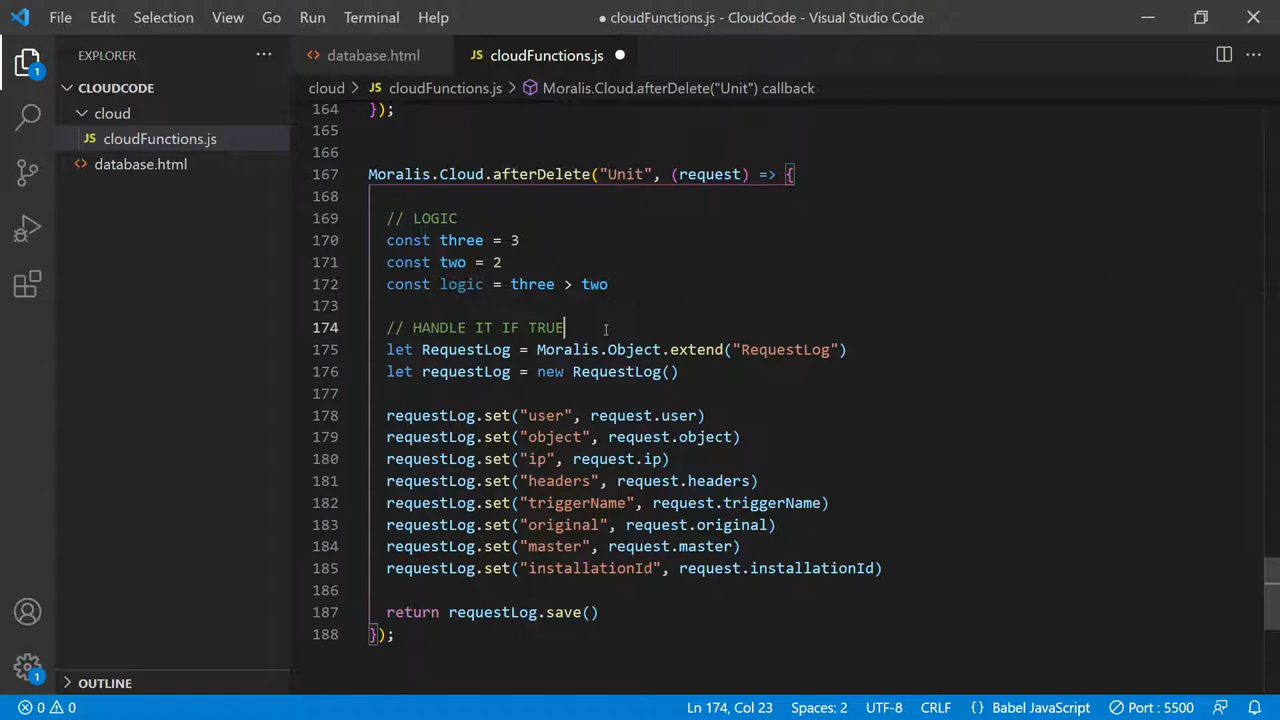 File Edit Selection View Go Run Terminal Help ● cloudFunctions.js - CloudCode - Visual Studio Code
EXPLORER ···
<> database.html
JS cloudFunctions.js ●
CLOUDCODE
cloud
JS cloudFunctions.js
<> database.html
OUTLINE
1
1
cloud > JS cloudFunctions.js > Moralis.Cloud.afterDelete("Unit") callback
164 });
165
166
167 Moralis.Cloud.afterDelete("Unit", (request) => {
168
169 // LOGIC
170 const three = 3
171 const two = 2
172 const logic = three > two
173
174 // HANDLE IT IF TRUE
175 let RequestLog = Moralis.Object.extend("RequestLog")
176 let requestLog = new RequestLog()
177
178 requestLog.set("user", request.user)
179 requestLog.set("object", request.object)
180 requestLog.set("ip", request.ip)
181 requestLog.set("headers", request.headers)
182 requestLog.set("triggerName", request.triggerName)
183 requestLog.set("original", request.original)
184 requestLog.set("master", request.master)
185 requestLog.set("installationId", request.installationId)
186
187 return requestLog.save()
188 });
0 0 Ln 174, Col 23 Spaces: 2 UTF-8 CRLF {} Babel JavaScript Port : 5500